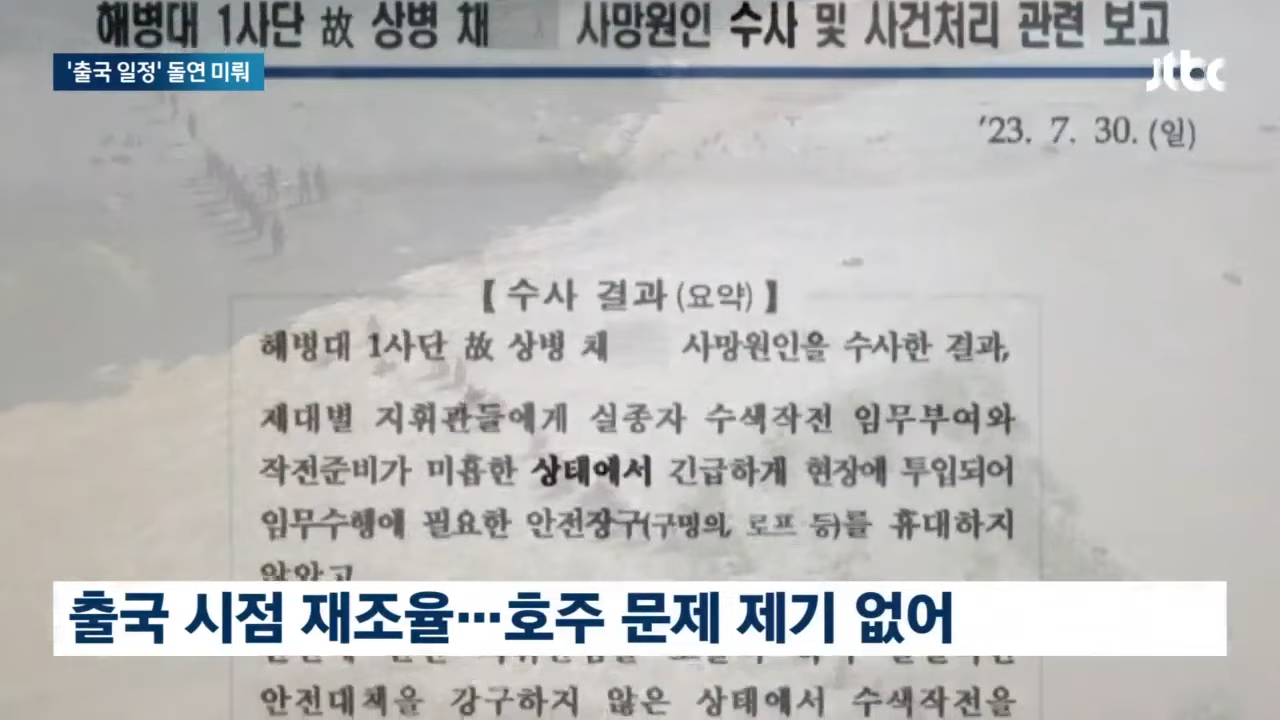 해병대 1사단 故 상병 채 사망원인 수사 및 사건처리 관련 보고
'출국 일정' 돌연 미뤄
jtbc
'23. 7. 30. (일)
【 수사 결과 (요약) 】
해병대 1사단 故 상병 채 사망원인을 수사한 결과,
제대별 지휘관들에게 실종자 수색작전 임무부여와
작전준비가 미흡한 상태에서 긴급하게 현장에 투입되어
임무수행에 필요한 안전장구(구명의, 로프 등)를 휴대하지
않았고
출국 시점 재조율…호주 문제 제기 없어
안전대책을 강구하지 않은 상태에서 수색작전을